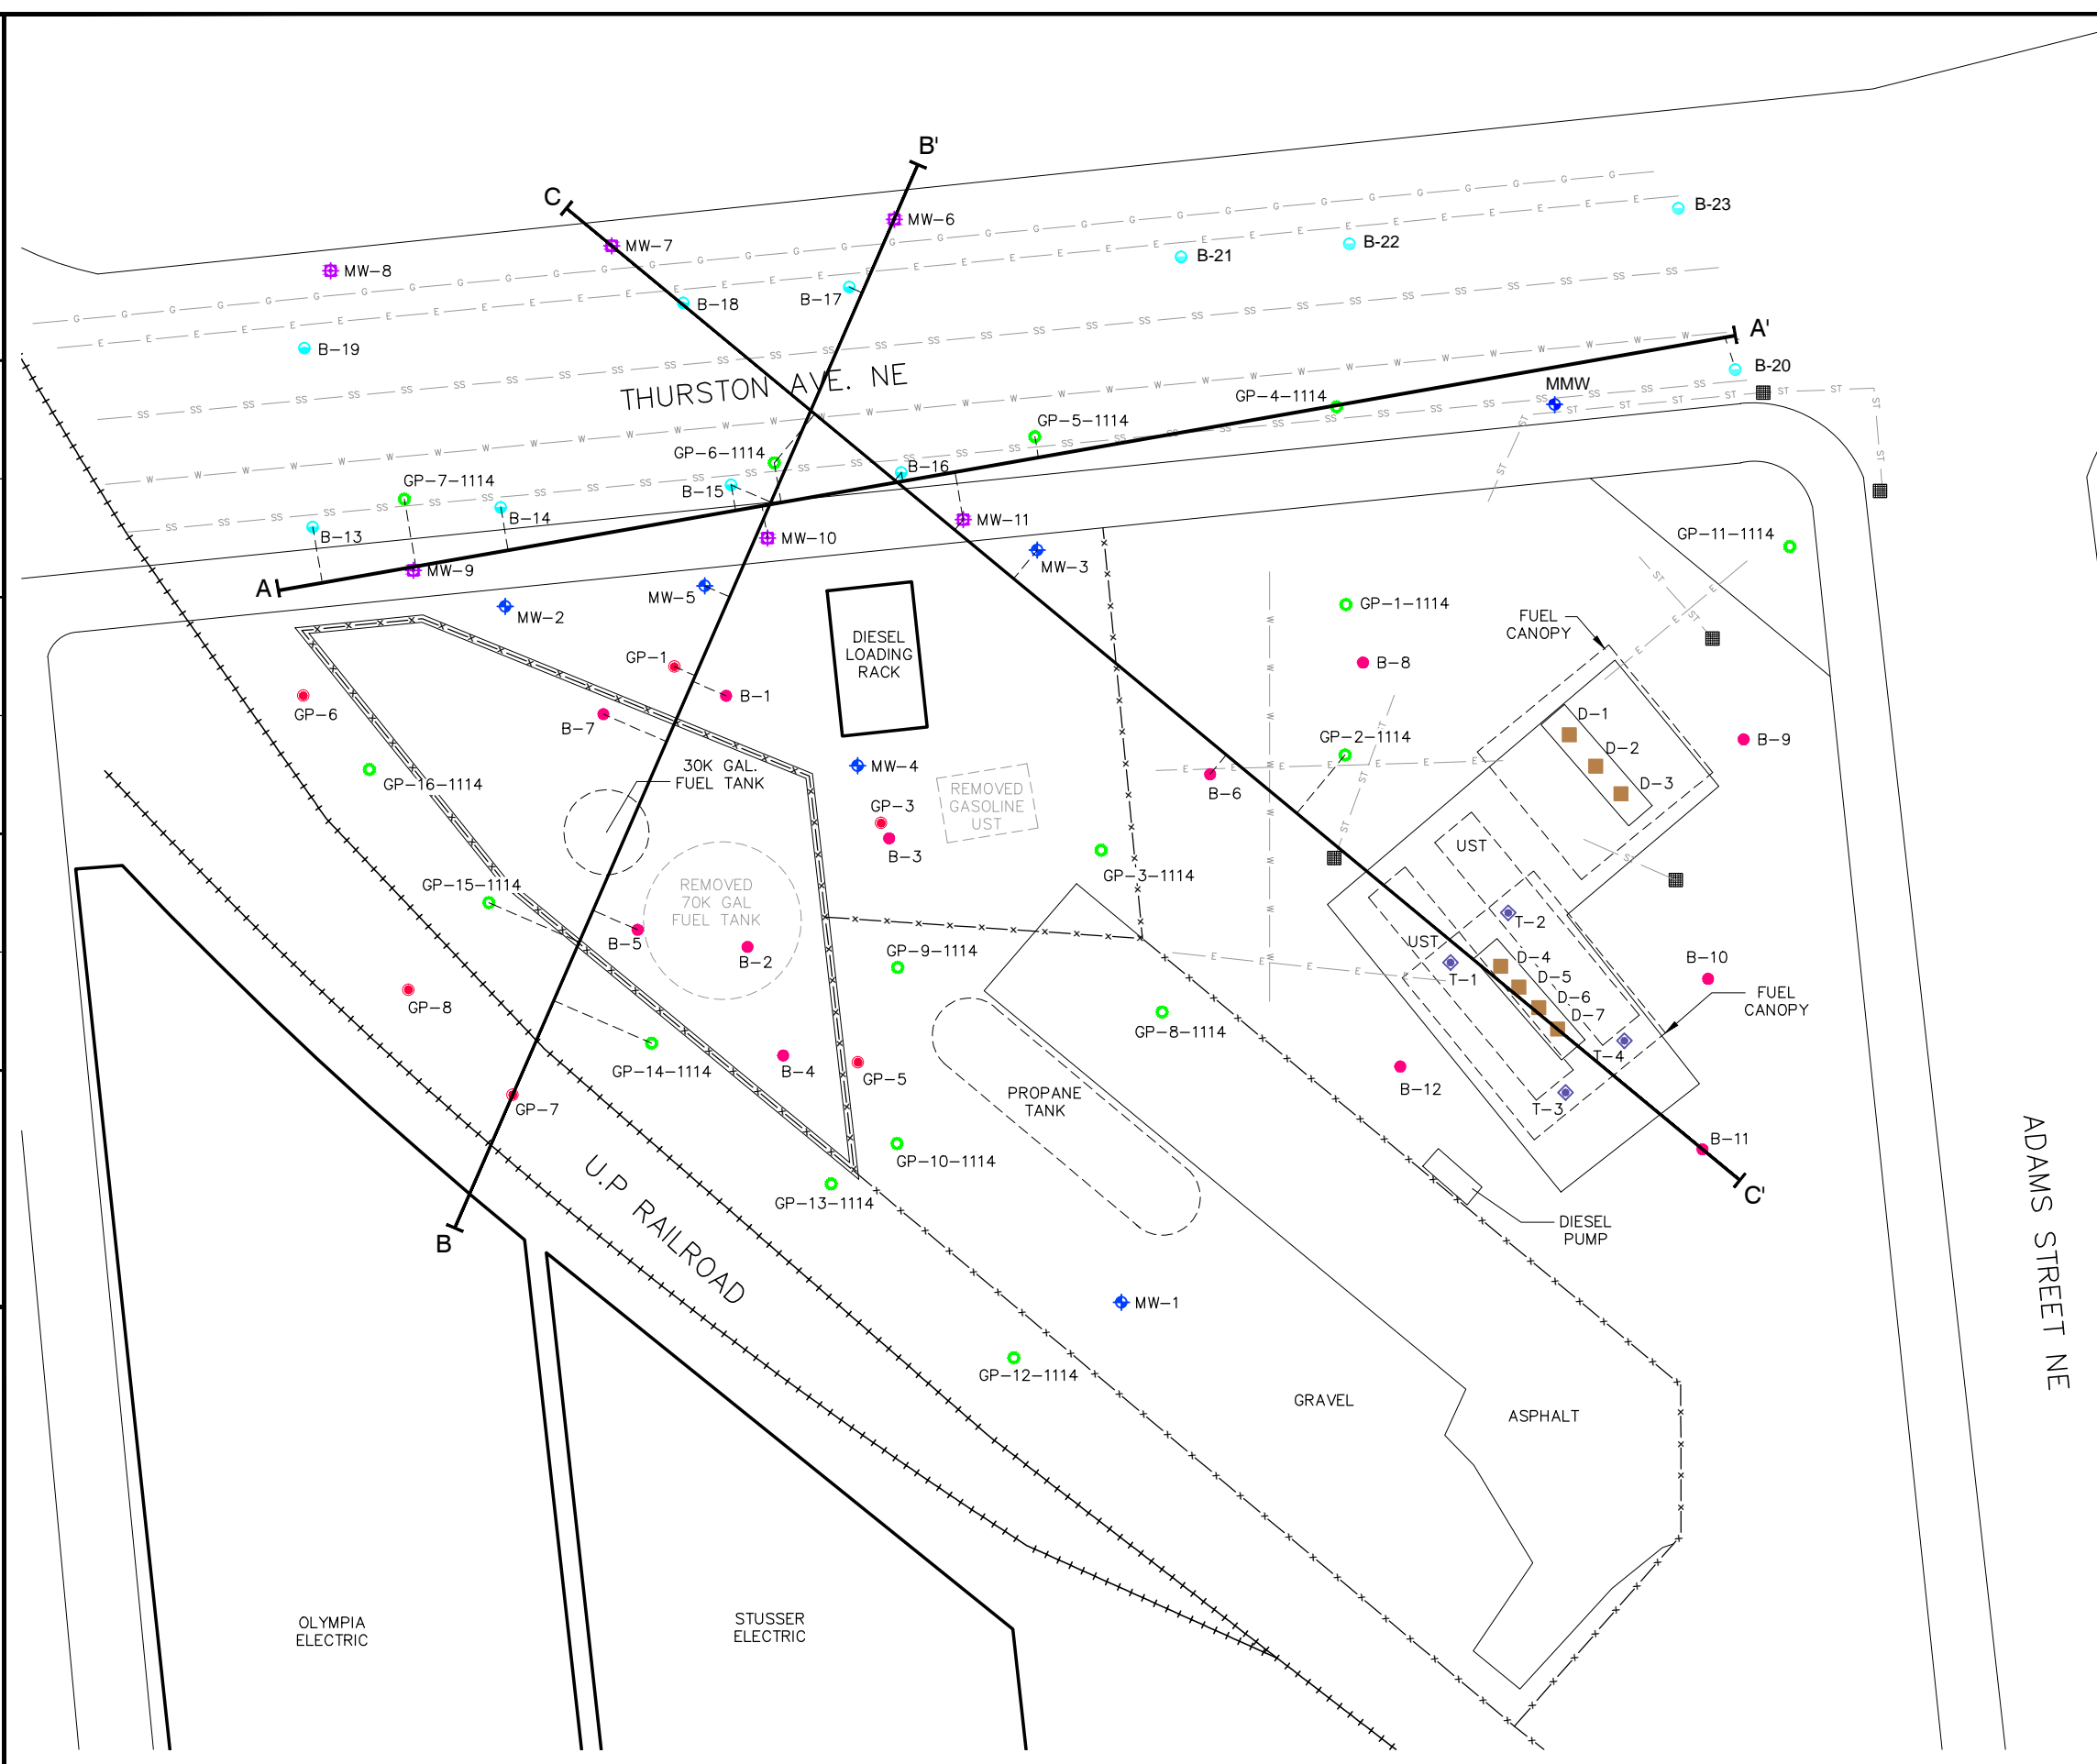 B'
C
MW-6
B-23
MW-7
B-22
B-21
MW-8
B-17
B-18
A'
B-19
B-20
THURSTON AVE. NE
MMW
GP-4-1114
GP-5-1114
GP-6-1114
B-16
GP-7-1114
B-15
B-14
MW-11
B-13
MW-10
GP-11-1114
MW-9
MW-3
A
MW-5
MW-2
GP-1-1114
FUEL
CANOPY
DIESEL
LOADING
RACK
GP-1
B-8
B-1
GP-6
B-7
D-1
GP-2-1114
B-9
D-2
30K GAL.
FUEL TANK
MW-4
D-3
GP-16-1114
B-6
REMOVED
GASOLINE
UST
GP-3
B-3
UST
GP-3-1114
GP-15-1114
REMOVED
70K GAL
FUEL TANK
T-2
B-5
UST
B-2
GP-9-1114
D-4
B-10
T-1
D-5
FUEL
CANOPY
D-6
GP-8
D-7
GP-8-1114
T-4
GP-14-1114
B-4
GP-5
B-12
PROPANE
TANK
GP-7
T-3
B-11
GP-10-1114
C'
GP-13-1114
U.P RAILROAD
DIESEL
PUMP
B
ADAMS STREET NE
MW-1
GP-12-1114
GRAVEL
ASPHALT
OLYMPIA
ELECTRIC
STUSSER
ELECTRIC